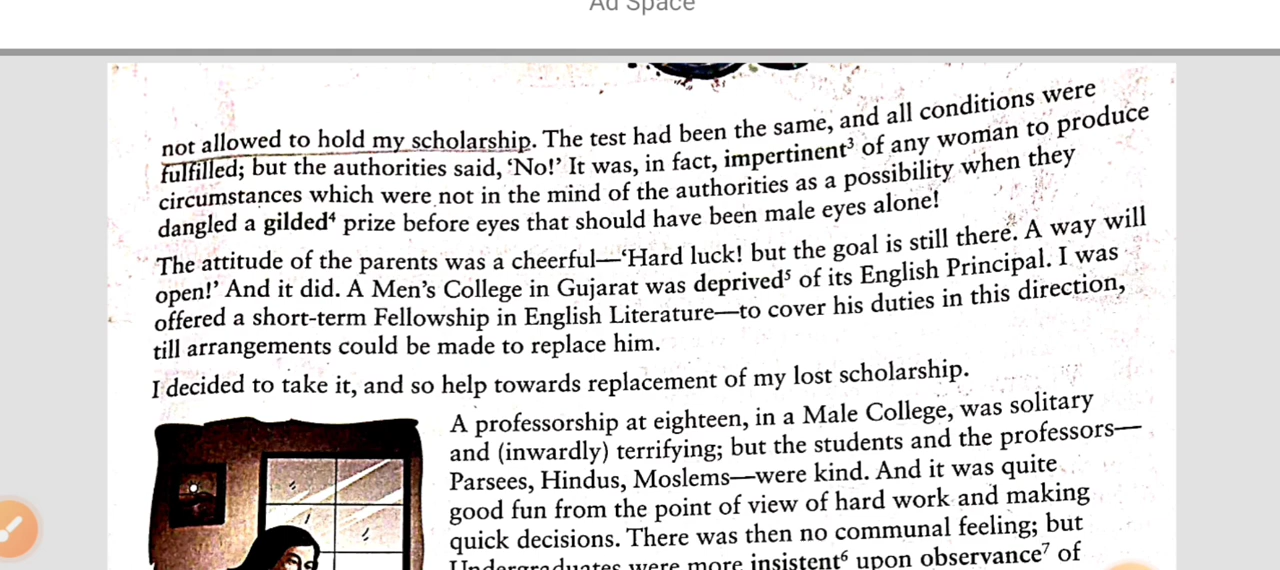 Ad Space
not allowed to hold my scholarship. The test had been the same, and all conditions were
fulfilled; but the authorities said, ‘No!’ It was, in fact, impertinent³ of any woman to produce
circumstances which were not in the mind of the authorities as a possibility when they
dangled a gilded⁴ prize before eyes that should have been male eyes alone!
The attitude of the parents was a cheerful—‘Hard luck! but the goal is still there. A way will
open!’ And it did. A Men’s College in Gujarat was deprived⁵ of its English Principal. I was
offered a short-term Fellowship in English Literature—to cover his duties in this direction,
till arrangements could be made to replace him.
I decided to take it, and so help towards replacement of my lost scholarship.
A professorship at eighteen, in a Male College, was solitary
and (inwardly) terrifying; but the students and the professors—
Parsees, Hindus, Moslems—were kind. And it was quite
good fun from the point of view of hard work and making
quick decisions. There was then no communal feeling; but
Undergraduates were more insistent⁶ upon observance⁷ of